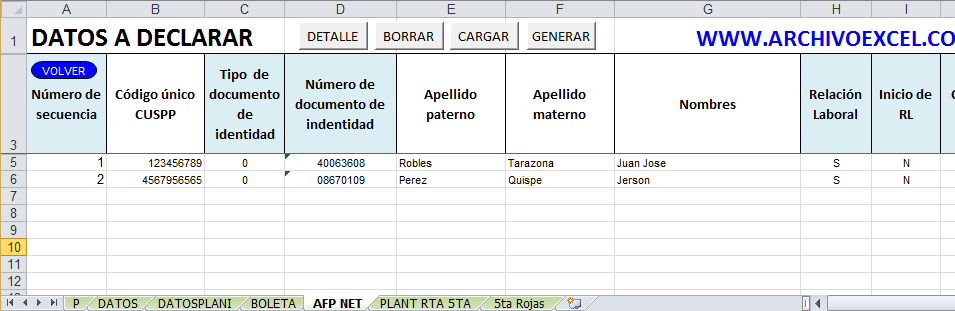 A B C D E F G H I
1 DATOS A DECLARAR DETALLE BORRAR CARGAR GENERAR WWW.ARCHIVOEXCEL.CO
VOLVER
Número de secuencia
Código único CUSPP
Tipo de documento de identidad
Número de documento de indentidad
Apellido paterno
Apellido materno
Nombres
Relación Laboral
Inicio de RL
3
5 1 123456789 0 40063608 Robles Tarazona Juan Jose S N
6 2 4567956565 0 08670109 Perez Quispe Jerson S N
7
8
9
10
11
12
P DATOS DATOSPLANI BOLETA AFP NET PLANT RTA 5TA 5ta Rojas